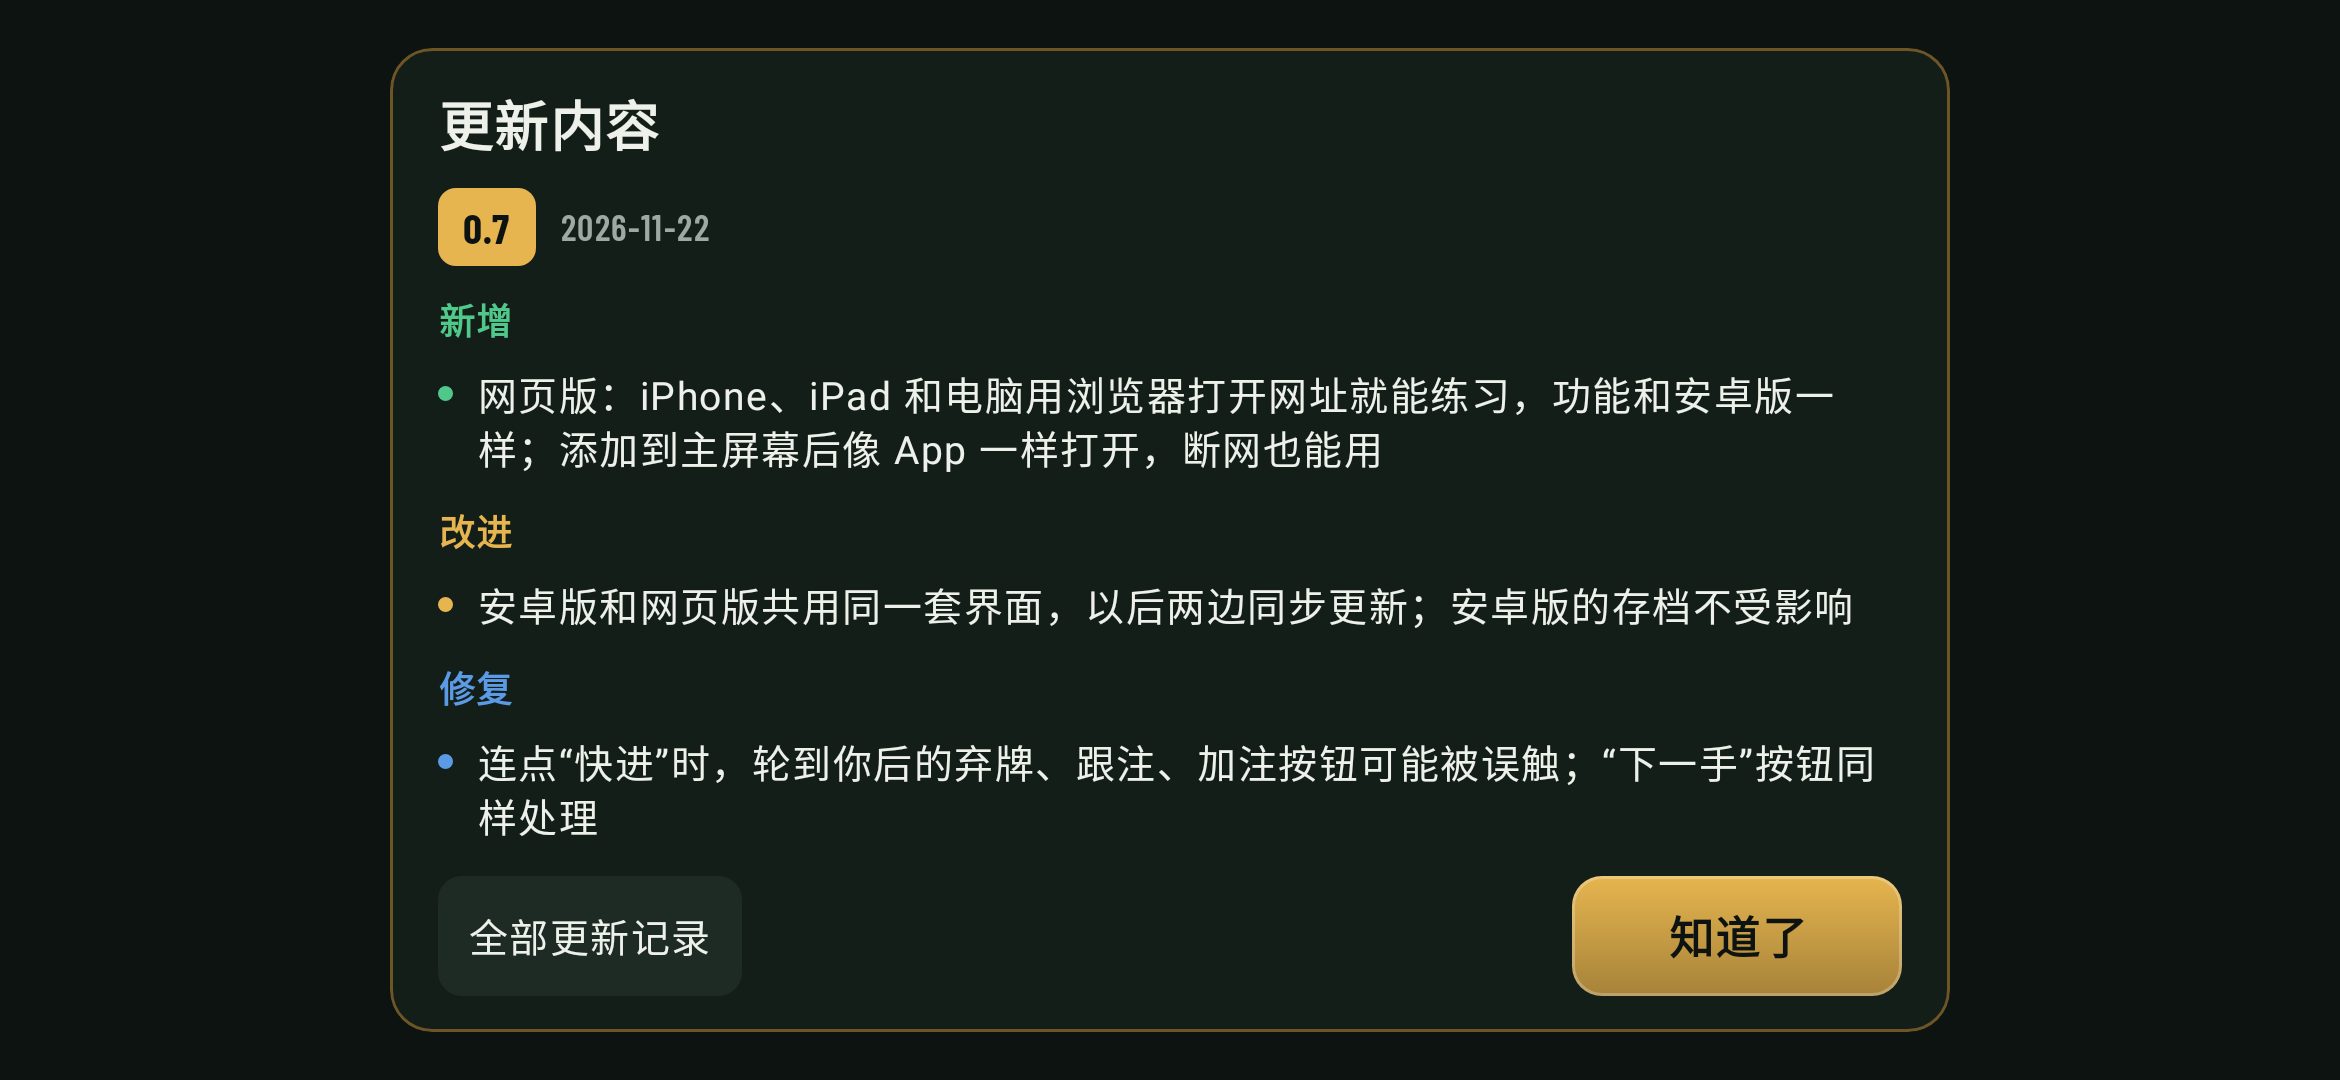 更新内容
0.7 2026-11-22
新增
网页版：iPhone、iPad 和电脑用浏览器打开网址就能练习，功能和安卓版一
样；添加到主屏幕后像 App 一样打开，断网也能用
改进
安卓版和网页版共用同一套界面，以后两边同步更新；安卓版的存档不受影响
修复
连点“快进”时，轮到你后的弃牌、跟注、加注按钮可能被误触；“下一手”按钮同
样处理
全部更新记录 知道了